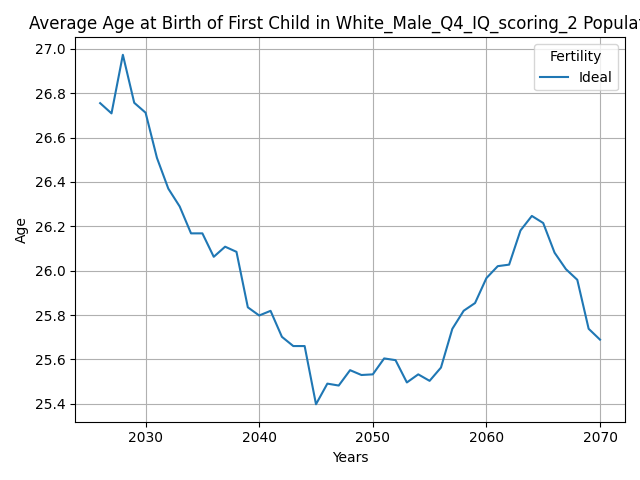 Average Age at Birth of First Child in White_Male_Q4_IQ_scoring_2
27.0
26.8
26.6
26.4
26.2
26.0
25.8
25.6
25.4
Age
Fertility
Ideal
2030 2040 2050 2060 2070
Years